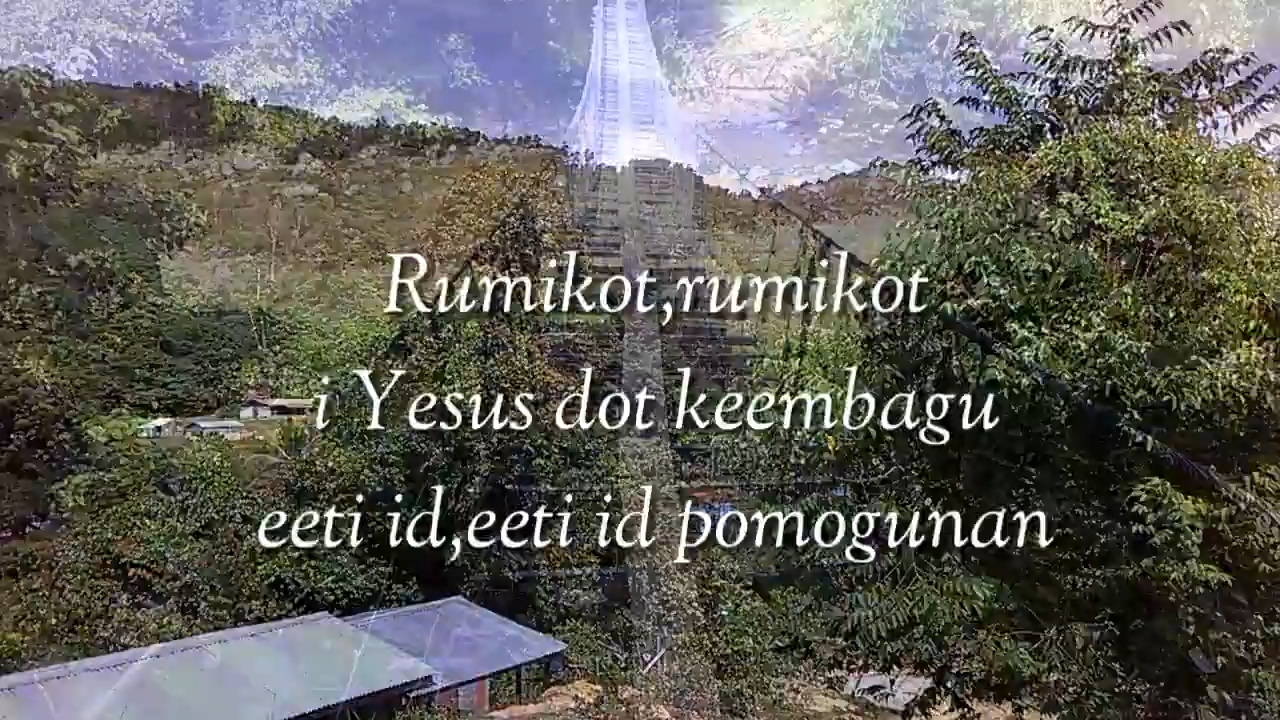 Rumikot,rumikot
i Yesus dot keembagu
eeti id,eeti id pomogunan